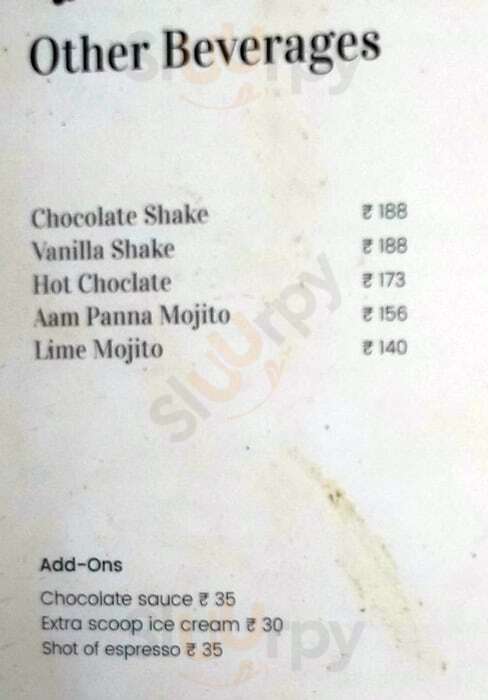 Other Beverages
Chocolate Shake ₹ 188
Vanilla Shake ₹ 188
Hot Choclate ₹ 173
Aam Panna Mojito ₹ 156
Lime Mojito ₹ 140
sluurpy
Add-Ons
Chocolate sauce ₹ 35
Extra scoop ice cream ₹ 30
Shot of espresso ₹ 35